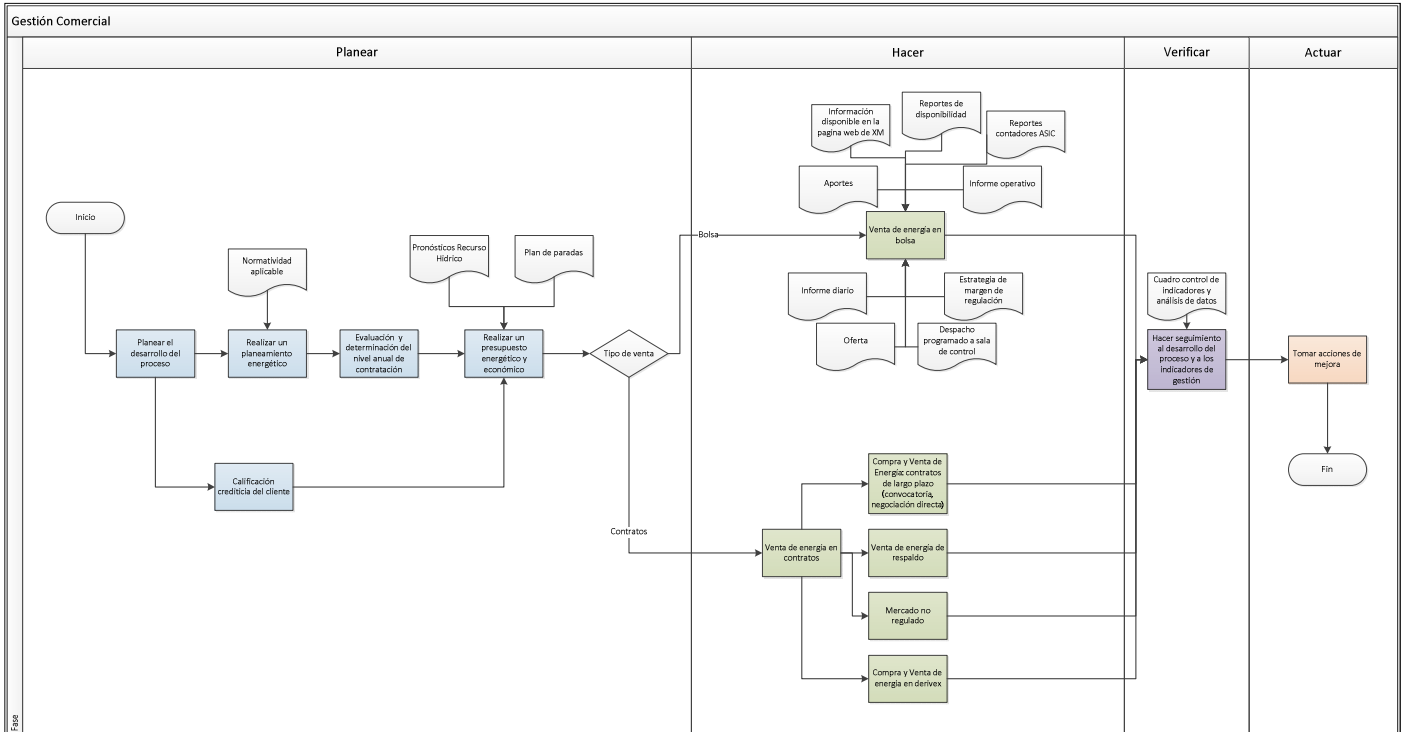 Gestión Comercial
Planear
Hacer
Verificar
Actuar
Fase
Inicio
Normatividad
aplicable
Pronósticos Recurso
Hídrico
Plan de paradas
Planear el
desarrollo del
proceso
Realizar un
planeamiento
energético
Evaluación y
determinación del
nivel anual de
contratación
Realizar un
presupuesto
energético y
económico
Tipo de venta
Calificación
crediticia del cliente
Bolsa
Contratos
Información
disponible en la
pagina web de XM
Reportes de
disponibilidad
Reportes
contadores ASIC
Aportes
Informe operativo
Venta de energía en
bolsa
Informe diario
Estrategia de
margen de
regulación
Oferta
Despacho
programado a sala
de control
Venta de energía en
contratos
Compra y Venta de
Energía: contratos
de largo plazo
(convocatoría,
negociación directa)
Venta de energía de
respaldo
Mercado no
regulado
Compra y Venta de
energía en derivex
Cuadro control de
indicadores y
análisis de datos
Hacer seguimiento
al desarrollo del
proceso y a los
indicadores de
gestión
Tomar acciones de
mejora
Fín